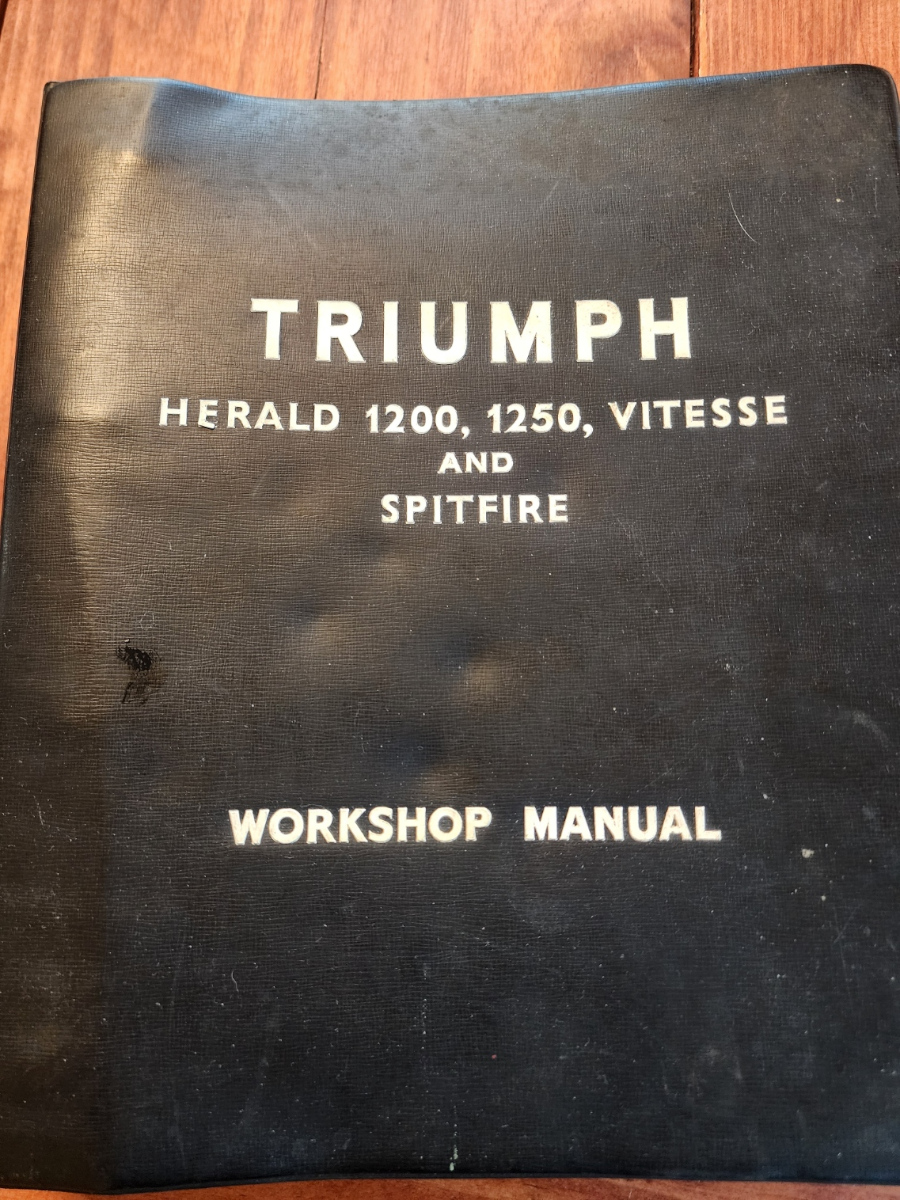 TRIUMPH
HERALD 1200, 1250, VITESSE
AND
SPITFIRE
WORKSHOP MANUAL